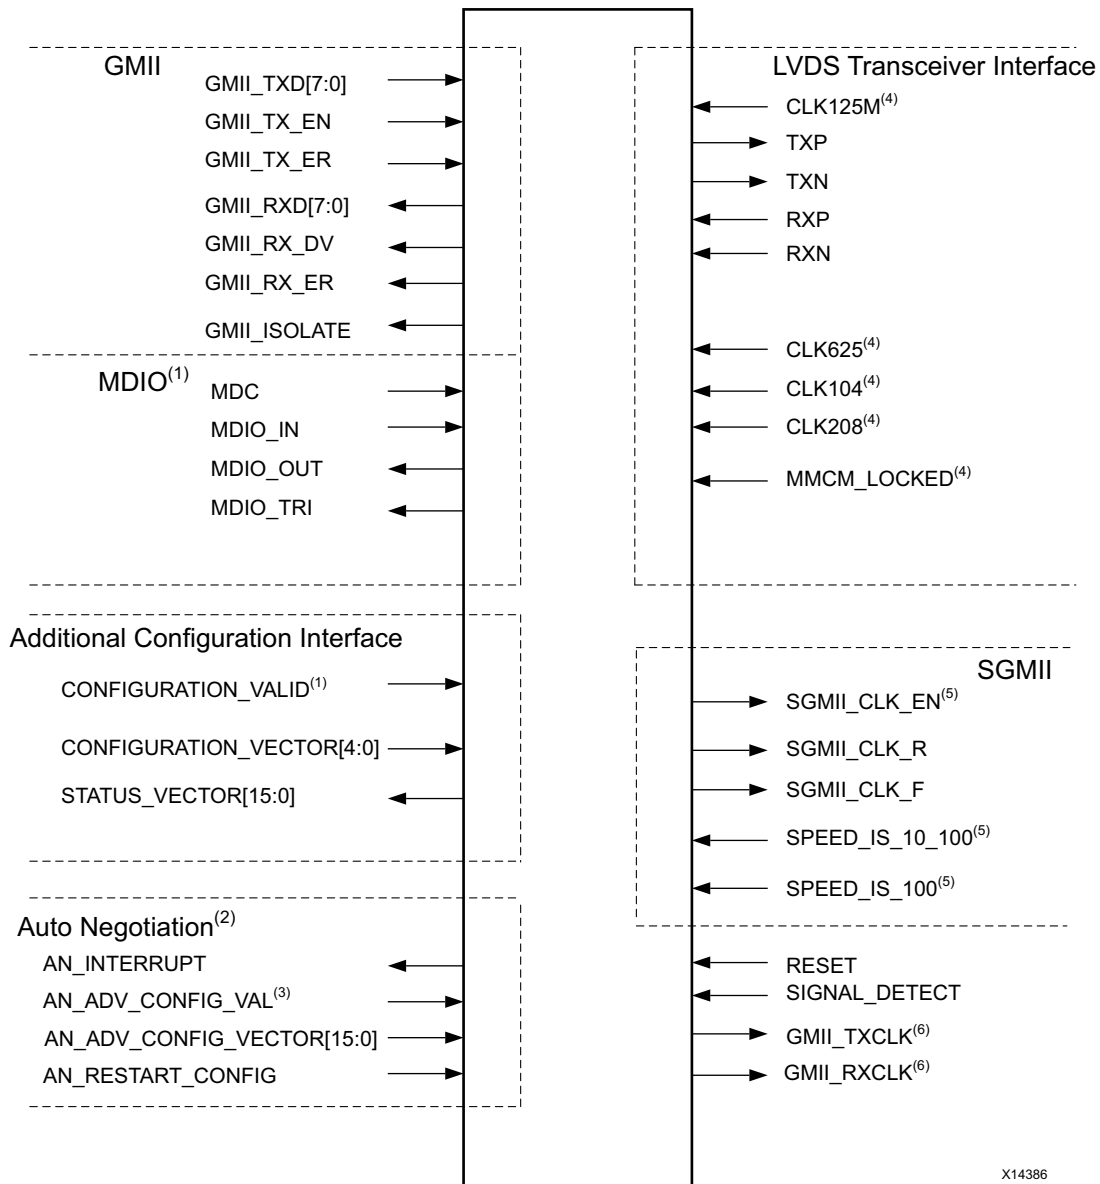 GMII
GMII_TXD[7:0]
GMII_TX_EN
GMII_TX_ER
GMII_RXD[7:0]
GMII_RX_DV
GMII_RX_ER
GMII_ISOLATE
MDIO(1)
MDC
MDIO_IN
MDIO_OUT
MDIO_TRI
Additional Configuration Interface
CONFIGURATION_VALID(1)
CONFIGURATION_VECTOR[4:0]
STATUS_VECTOR[15:0]
Auto Negotiation(2)
AN_INTERRUPT
AN_ADV_CONFIG_VAL(3)
AN_ADV_CONFIG_VECTOR[15:0]
AN_RESTART_CONFIG
LVDS Transceiver Interface
CLK125M(4)
TXP
TXN
RXP
RXN
CLK625(4)
CLK104(4)
CLK208(4)
MMCM_LOCKED(4)
SGMII
SGMII_CLK_EN(5)
SGMII_CLK_R
SGMII_CLK_F
SPEED_IS_10_100(5)
SPEED_IS_100(5)
RESET
SIGNAL_DETECT
GMII_TXCLK(6)
GMII_RXCLK(6)
X14386